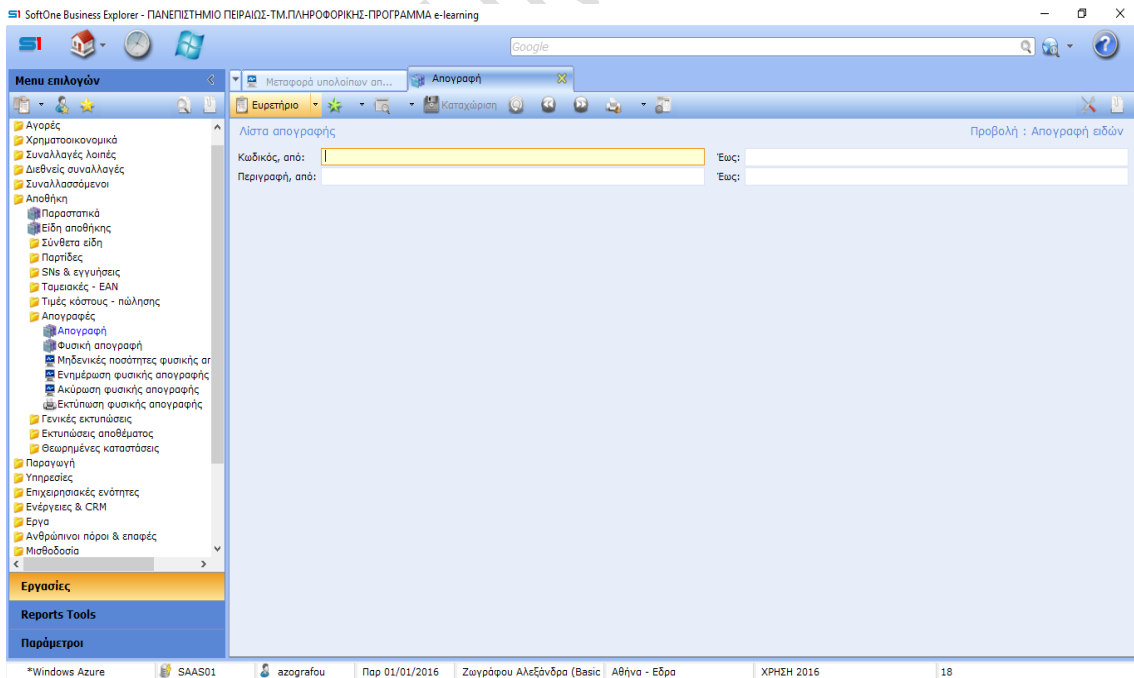 SoftOne Business Explorer - ΠΑΝΕΠΙΣΤΗΜΙΟ ΠΕΙΡΑΙΩΣ-ΤΜ.ΠΛΗΡΟΦΟΡΙΚΗΣ-ΠΡΟΓΡΑΜΜΑ e-learning
Google
Menu επιλογών
Μεταφορά υπολοίπων απ...
Απογραφή
Ευρετήριο
Καταχώριση
Λίστα απογραφής
Προβολή : Απογραφή ειδών
Κωδικός, από:
Έως:
Περιγραφή, από:
Έως:
Αγορές
Χρηματοοικονομικά
Συναλλαγές λοιπές
Διεθνείς συναλλαγές
Συναλλασσόμενοι
Αποθήκη
Παραστατικά
Είδη αποθήκης
Σύνθετα είδη
Παρτίδες
SNs & εγγυήσεις
Ταμειακές - EAN
Τιμές κόστους - πώλησης
Απογραφές
Απογραφή
Φυσική απογραφή
Μηδενικές ποσότητες φυσικής απ
Ενημέρωση φυσικής απογραφής
Ακύρωση φυσικής απογραφής
Εκτύπωση φυσικής απογραφής
Γενικές εκτυπώσεις
Εκτυπώσεις αποθέματος
Θεωρημένες καταστάσεις
Παραγωγή
Υπηρεσίες
Επιχειρησιακές ενότητες
Ενέργειες & CRM
Εργα
Ανθρώπινοι πόροι & επαφές
Μισθοδοσία
Εργασίες
Reports Tools
Παράμετροι
*Windows Azure SAAS01 azografou Παρ 01/01/2016 Ζωγράφου Αλεξάνδρα (Basic Αθήνα - Εδρα ΧΡΗΣΗ 2016 18